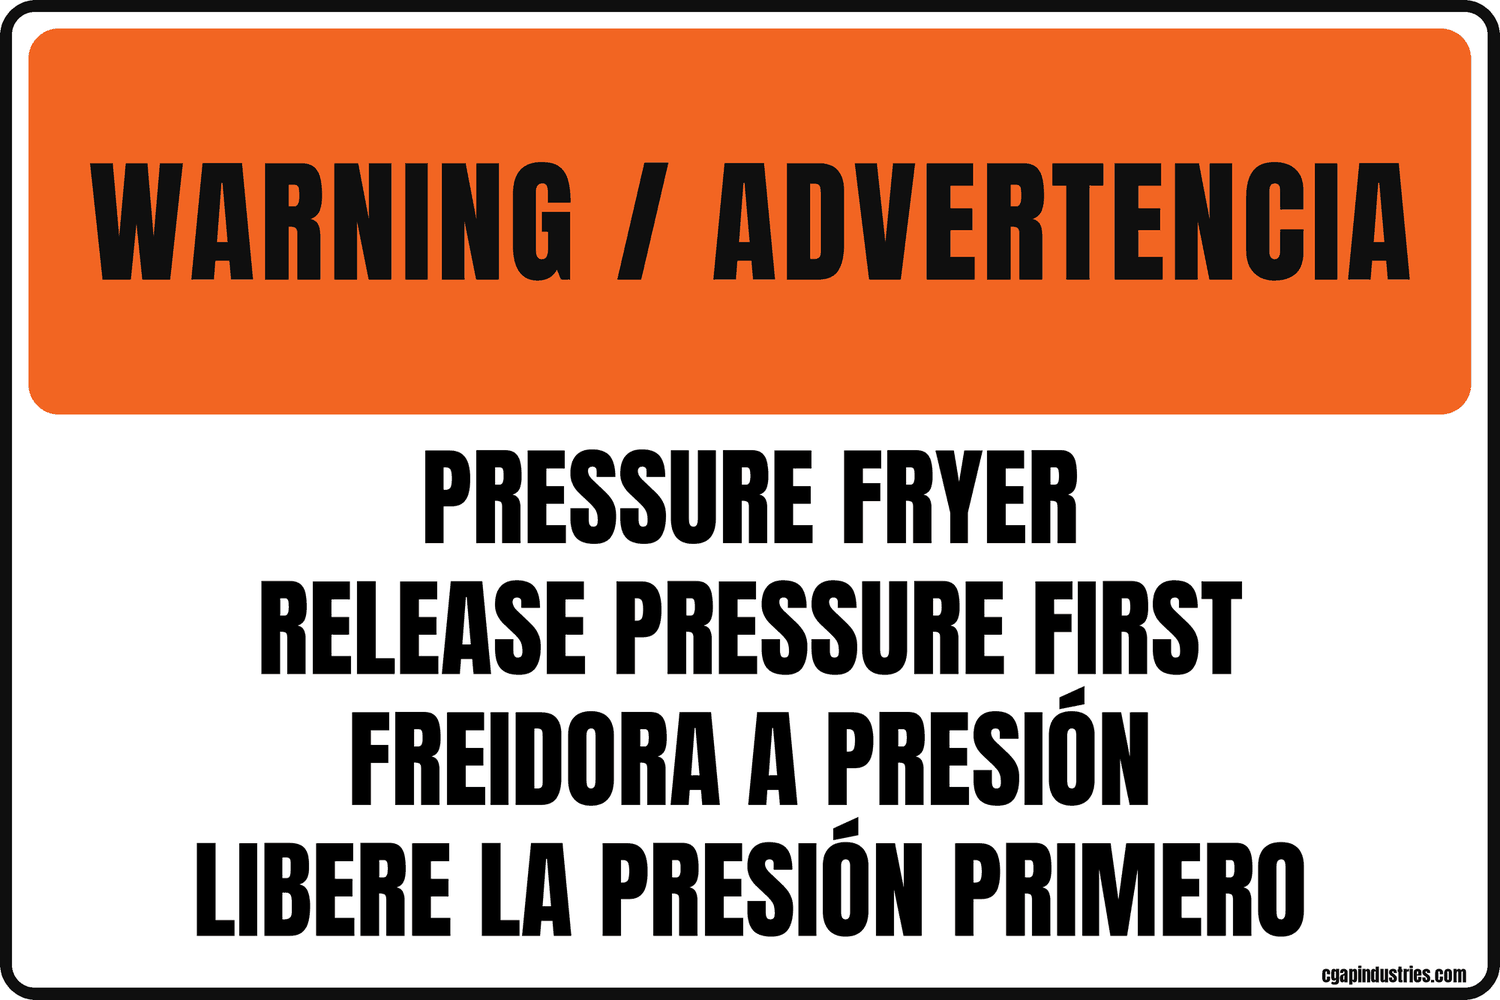 WARNING / ADVERTENCIA
PRESSURE FRYER
RELEASE PRESSURE FIRST
FREIDORA A PRESIÓN
LIBERE LA PRESIÓN PRIMERO
cgapindustries.com